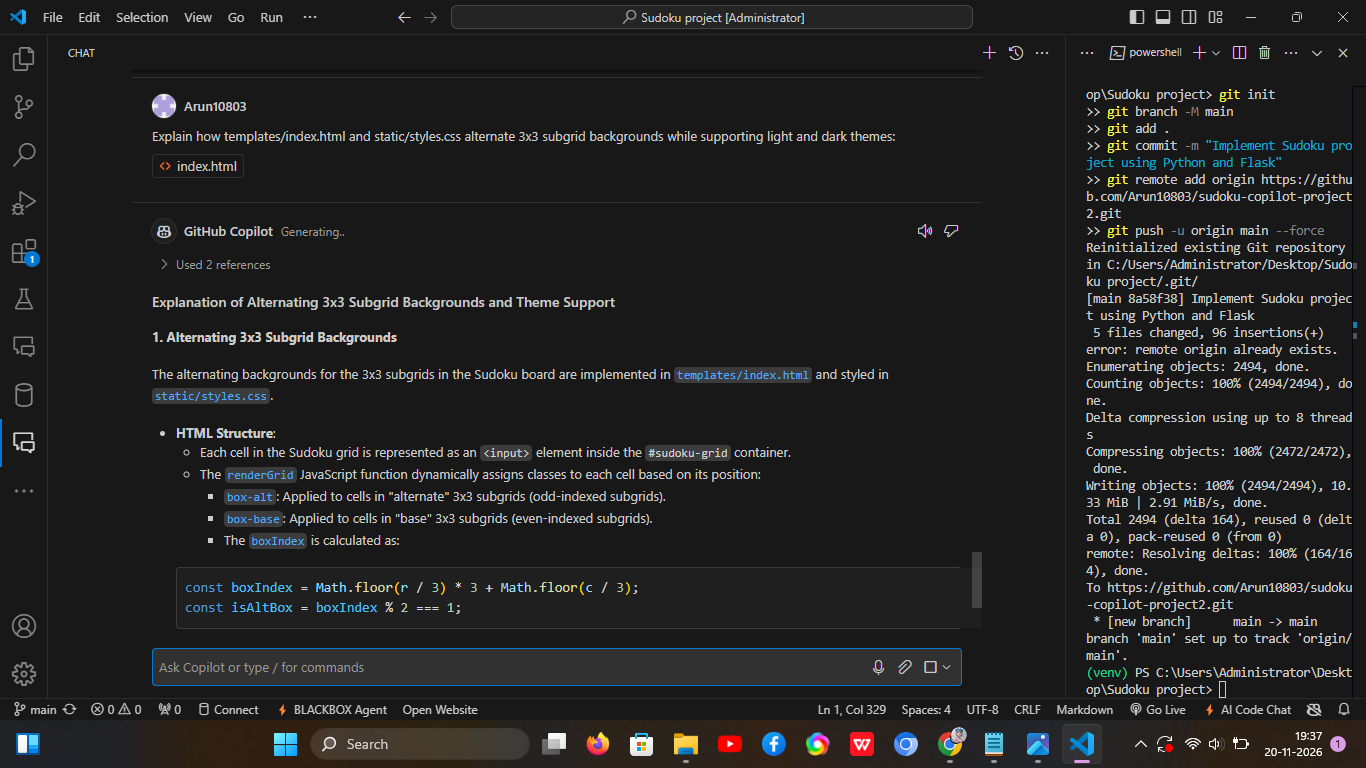 File Edit Selection View Go Run ...
Sudoku project [Administrator]
CHAT
Arun10803
Explain how templates/index.html and static/styles.css alternate 3x3 subgrid backgrounds while supporting light and dark themes:
<> index.html
GitHub Copilot Generating..
Used 2 references
Explanation of Alternating 3x3 Subgrid Backgrounds and Theme Support
1. Alternating 3x3 Subgrid Backgrounds
The alternating backgrounds for the 3x3 subgrids in the Sudoku board are implemented in templates/index.html and styled in
static/styles.css.
• HTML Structure:
Each cell in the Sudoku grid is represented as an <input> element inside the #sudoku-grid container.
The renderGrid JavaScript function dynamically assigns classes to each cell based on its position:
box-alt: Applied to cells in "alternate" 3x3 subgrids (odd-indexed subgrids).
box-base: Applied to cells in "base" 3x3 subgrids (even-indexed subgrids).
The boxIndex is calculated as:
const boxIndex = Math.floor(r / 3) * 3 + Math.floor(c / 3);
const isAltBox = boxIndex % 2 === 1;
Ask Copilot or type / for commands
powershell
op\Sudoku project> git init
>> git branch -M main
>> git add .
>> git commit -m "Implement Sudoku pro
ject using Python and Flask"
>> git remote add origin https://githu
b.com/Arun10803/sudoku-copilot-project
2.git
>> git push -u origin main --force
Reinitialized existing Git repository
in C:/Users/Administrator/Desktop/Sudo
ku project/.git/
[main 8a58f38] Implement Sudoku projec
t using Python and Flask
5 files changed, 96 insertions(+)
error: remote origin already exists.
Enumerating objects: 2494, done.
Counting objects: 100% (2494/2494), do
ne.
Delta compression using up to 8 thread
s
Compressing objects: 100% (2472/2472),
done.
Writing objects: 100% (2494/2494), 10.
33 MiB | 2.91 MiB/s, done.
Total 2494 (delta 164), reused 0 (delt
a 0), pack-reused 0 (from 0)
remote: Resolving deltas: 100% (164/16
4), done.
To https://github.com/Arun10803/sudoku
-copilot-project2.git
* [new branch] main -> main
branch 'main' set up to track 'origin/
main'.
(venv) PS C:\Users\Administrator\Deskt
op\Sudoku project>
1
main 0 0 0 Connect BLACKBOX Agent Open Website Ln 1, Col 329 Spaces: 4 UTF-8 CRLF Markdown Go Live AI Code Chat
Search
W
19:37
20-11-2026
1